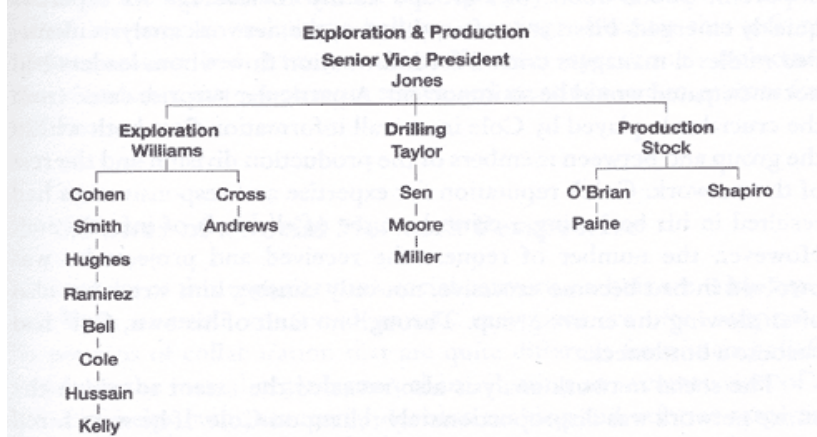 Exploration & Production
Senior Vice President
Jones
Exploration Drilling Production
Williams Taylor Stock
Cohen Cross Sen O'Brian Shapiro
Smith Andrews Moore Paine
Hughes Miller
Ramirez
Bell
Cole
Hussain
Kelly